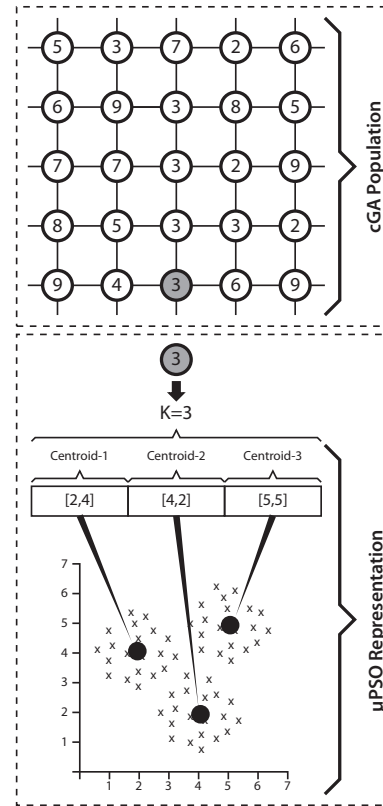 5 3 7 2 6
6 9 3 8 5
7 7 3 2 9
8 5 3 3 2
9 4 3 6 9
cGA Population
3
K=3
Centroid-1 Centroid-2 Centroid-3
[2,4] [4,2] [5,5]
7
6
5
4
3
2
1
1 2 3 4 5 6 7
µPSO Representation